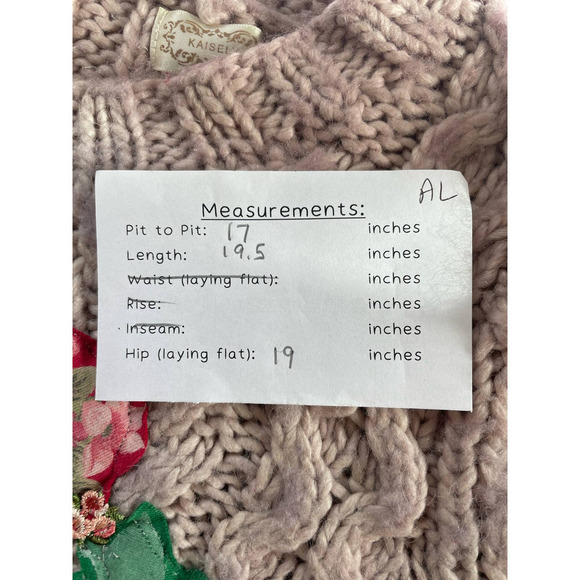 KAISELY
AL
Measurements:
Pit to Pit: 17 inches
Length: 19.5 inches
Waist (laying flat): inches
Rise: inches
Inseam: inches
Hip (laying flat): 19 inches